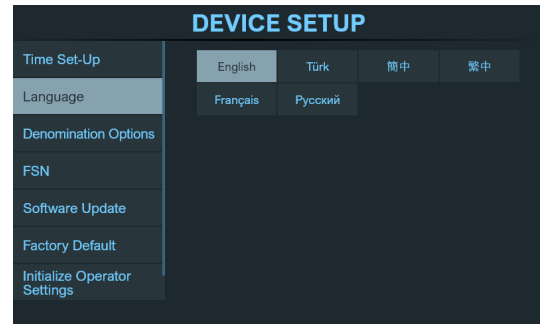 DEVICE SETUP
Time Set-Up
Language
Denomination Options
FSN
Software Update
Factory Default
Initialize Operator
Settings
English Türk 簡中 繁中
Français Русский